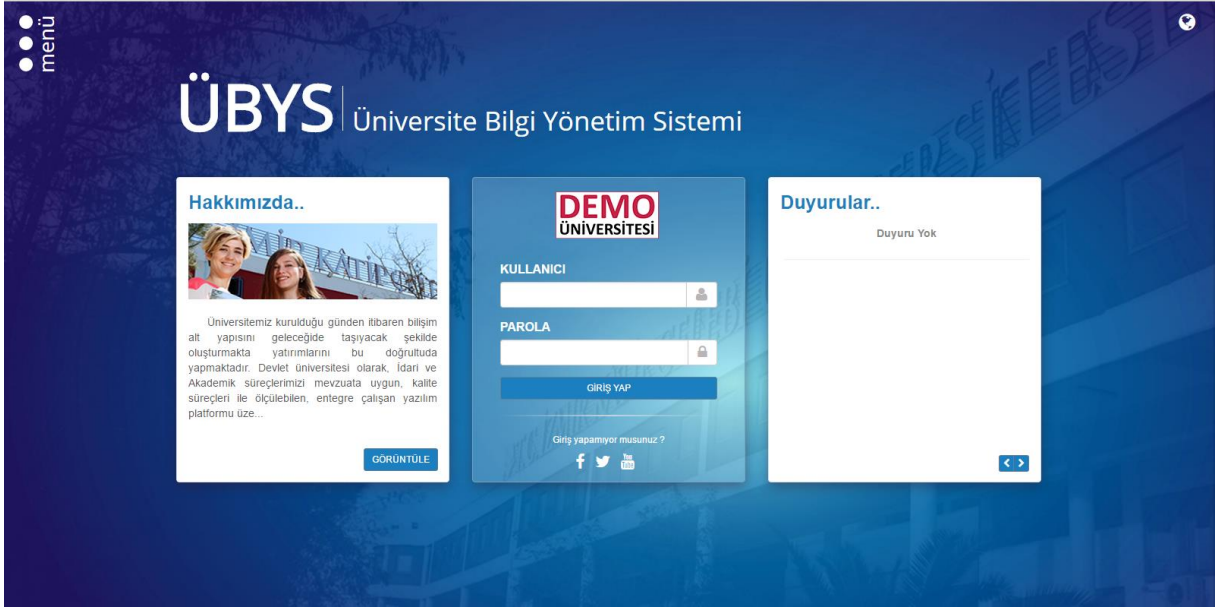 menü
ÜBYS Üniversite Bilgi Yönetim Sistemi
Hakkımızda..
Üniversitemiz kurulduğu günden itibaren bilişim
alt yapısını geleceğide taşıyacak şekilde
oluşturmakta yatırımlarını bu doğrultuda
yapmaktadır. Devlet üniversitesi olarak, İdari ve
Akademik süreçlerimizi mevzuata uygun, kalite
süreçleri ile ölçülebilen, entegre çalışan yazılım
platformu üze...
GÖRÜNTÜLE
DEMO
ÜNİVERSİTESİ
KULLANICI
PAROLA
GİRİŞ YAP
Giriş yapamıyor musunuz ?
You
Tube
Duyurular..
Duyuru Yok